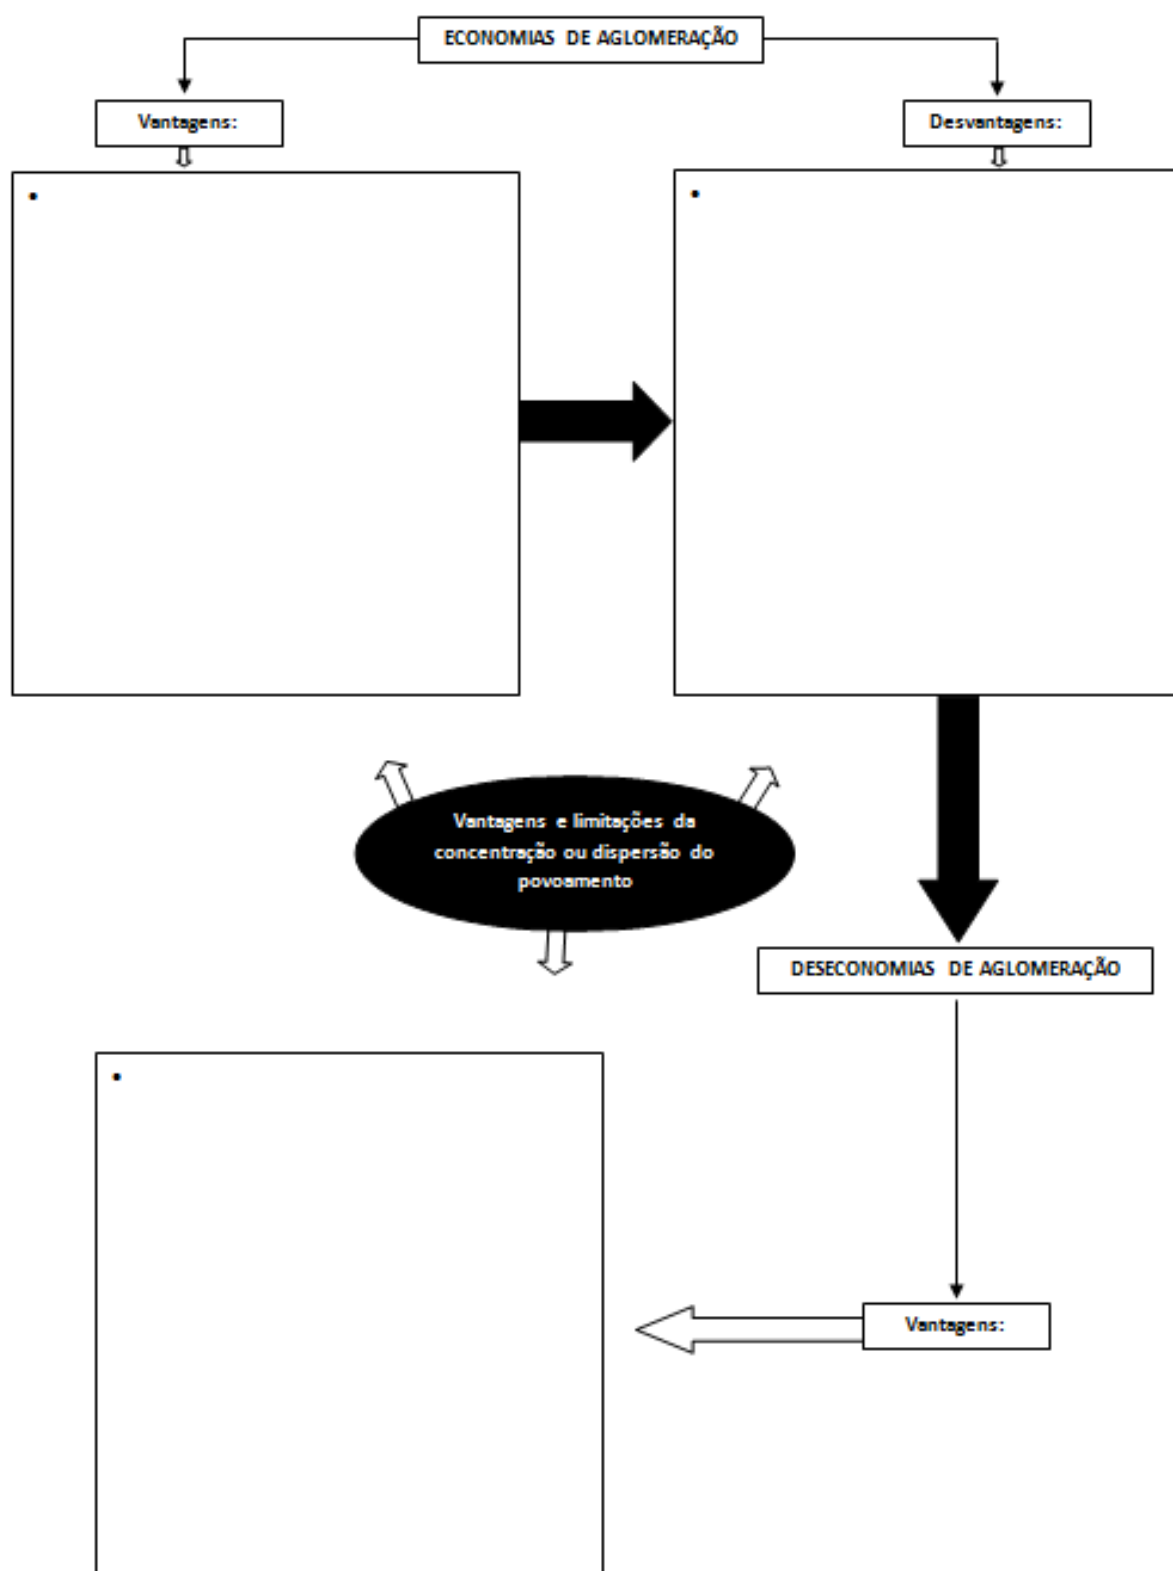 ECONOMIAS DE AGLOMERAÇÃO
Vantagens:
Desvantagens:
•
•
Vantagens e limitações da
concentração ou dispersão do
povoamento
DESECONOMIAS DE AGLOMERAÇÃO
•
Vantagens: